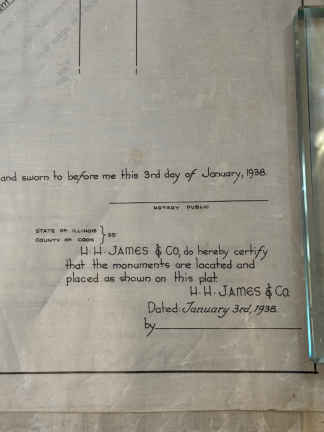 and sworn to before me this 3rd day of January, 1938.
NOTARY PUBLIC
STATE OF ILLINOIS
COUNTY OF COOK } SS
H. H. JAMES & CO., do hereby certify
that the monuments are located and
placed as shown on this plat.
H. H. JAMES & CO.
Dated: January 3rd, 1938.
by